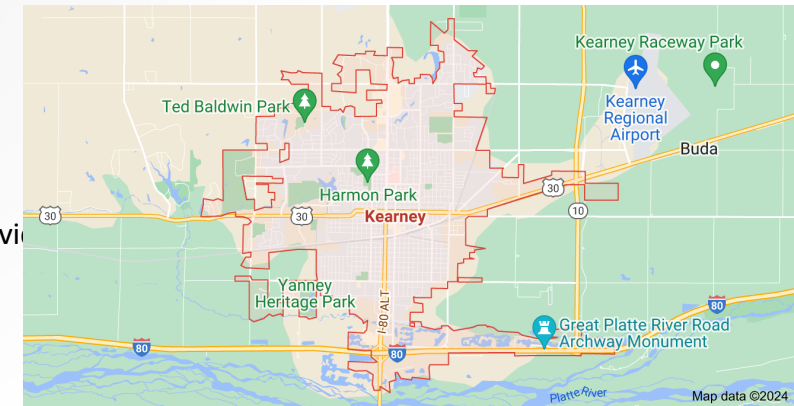 Kearney Raceway Park
Ted Baldwin Park
Kearney
Regional
Airport
Buda
Harmon Park
30
30
30
Kearney
10
Yanney
Heritage Park
I-80 ALT
80
Great Platte River Road
Archway Monument
80
80
Platte River
Map data ©2024